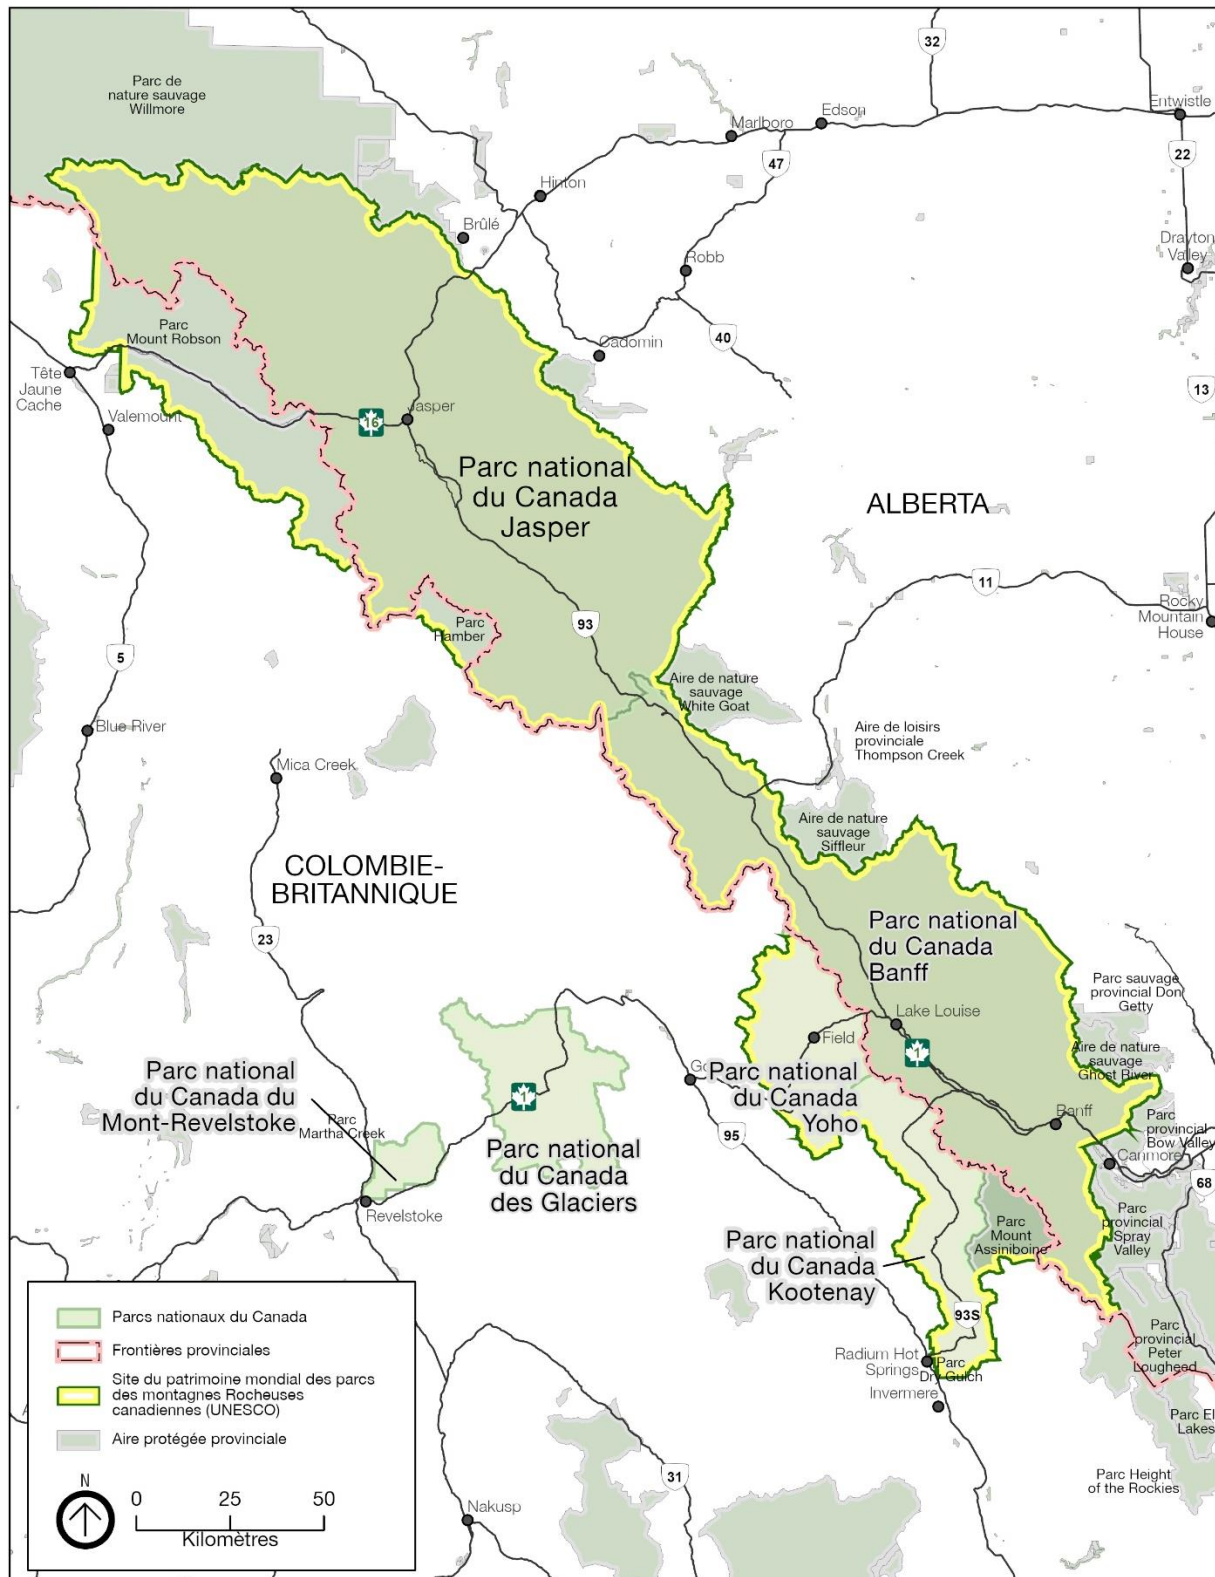 Parc de
nature sauvage
Willmore
32
Marlboro
Edson
Entwistle
47
22
Hinton
Brûlé
Robb
Drayton
Valley
Parc
Mount Robson
40
Cadomin
13
Tête
Jaune
Cache
Valemount
16
Jasper
Parc national
du Canada
Jasper
ALBERTA
11
Rocky
Mountain
House
5
Parc
Hamber
93
Aire de nature
sauvage
White Goat
Blue River
Mica Creek
Aire de loisirs
provinciale
Thompson Creek
Aire de nature
sauvage
Siffleur
COLOMBIE-
BRITANNIQUE
23
Parc national
du Canada
Banff
Parc sauvage
provincial Don
Getty
Lake Louise
Field
1
Aire de nature
sauvage
Ghost River
Parc national
du Canada du
Mont-Revelstoke
Parc
Martha Creek
1
Parc national
du Canada
Yoho
95
Banff
Parc
provincial
Bow Valley
Canmore
68
Parc national
du Canada
des Glaciers
Revelstoke
Parc national
du Canada
Kootenay
Parc
Mount
Assiniboine
Parc
provincial
Spray
Valley
93S
Radium Hot
Springs
Parc
Dry Gulch
Invermere
Parc
provincial
Peter
Lougheed
Parc El
Lakes
Parc Height
of the Rockies
31
Nakusp
Parcs nationaux du Canada
Frontières provinciales
Site du patrimoine mondial des parcs
des montagnes Rocheuses
canadiennes (UNESCO)
Aire protégée provinciale
N
0 25 50
Kilomètres